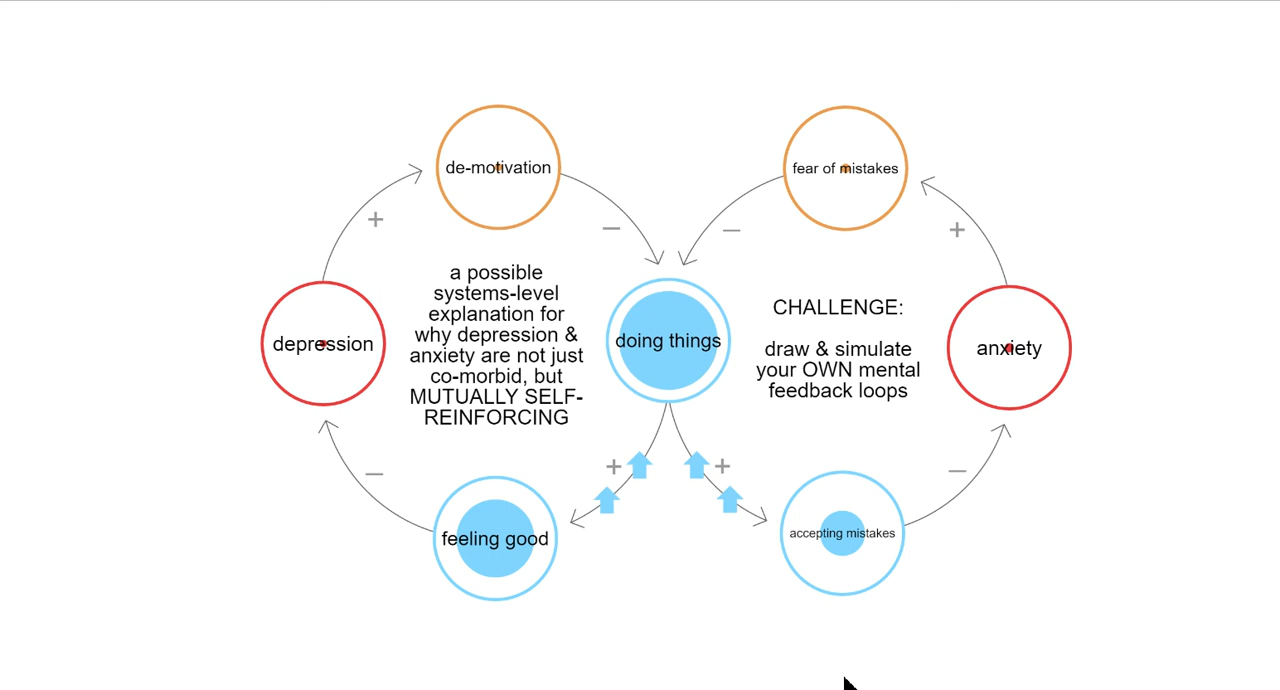 de-motivation
fear of mistakes
+
−
−
+
a possible
systems-level
explanation for
why depression &
anxiety are not just
co-morbid, but
MUTUALLY SELF-
REINFORCING
CHALLENGE:
draw & simulate
your OWN mental
feedback loops
depression
doing things
anxiety
−
+
+
−
feeling good
accepting mistakes